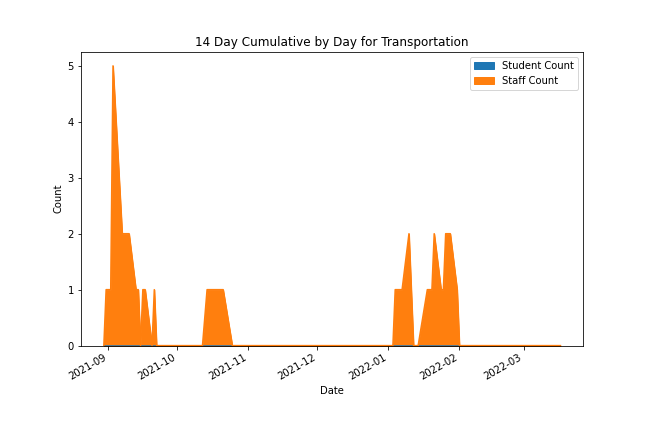 14 Day Cumulative by Day for Transportation
Student Count
Staff Count
5
4
3
2
1
0
Count
2021-09
2021-10
2021-11
2021-12
2022-01
2022-02
2022-03
Date